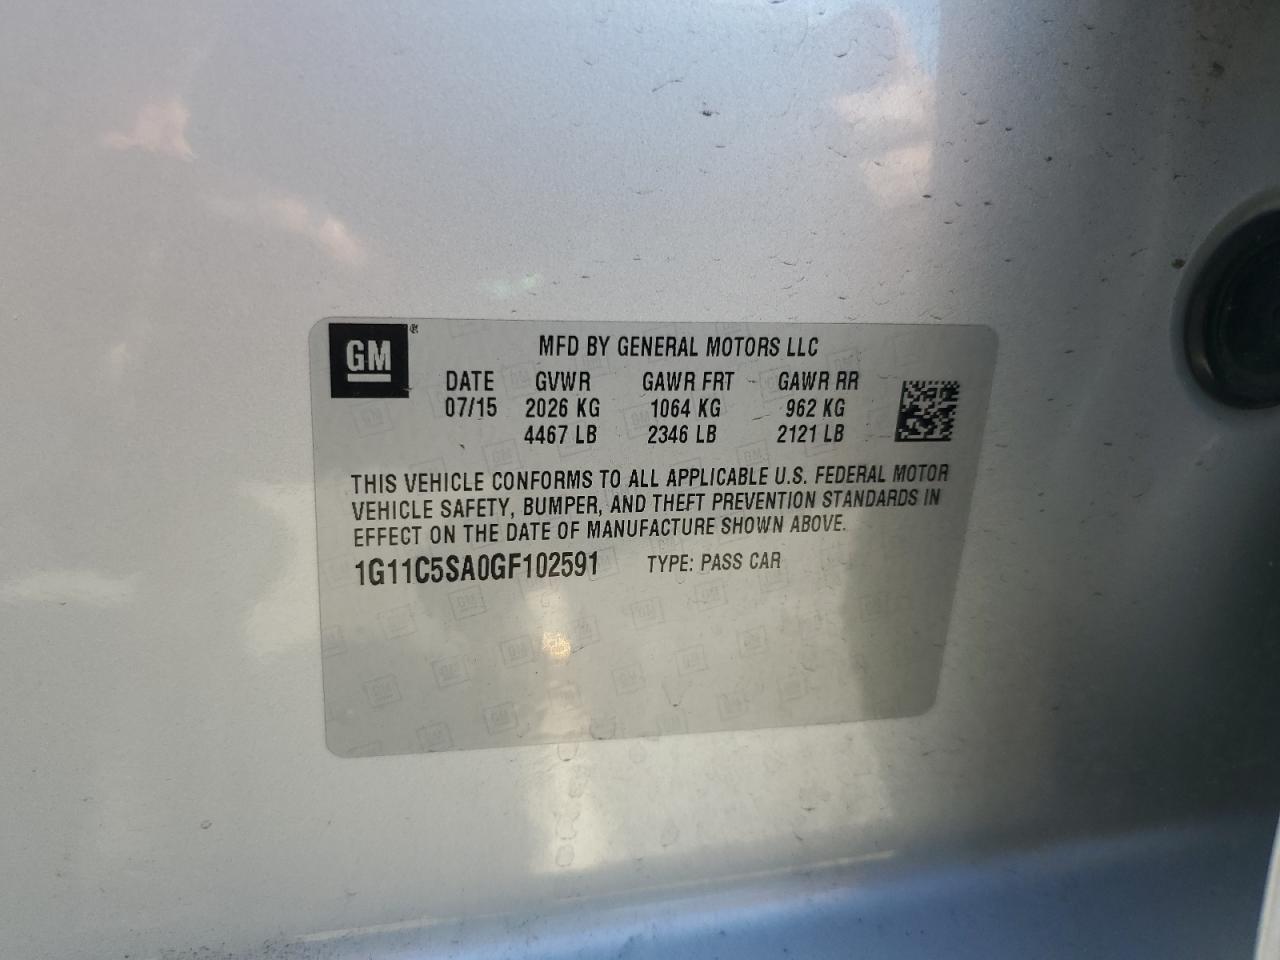 GM ®
MFD BY GENERAL MOTORS LLC
DATE GVWR GAWR FRT GAWR RR
07/15 2026 KG 1064 KG 962 KG
4467 LB 2346 LB 2121 LB
THIS VEHICLE CONFORMS TO ALL APPLICABLE U.S. FEDERAL MOTOR
VEHICLE SAFETY, BUMPER, AND THEFT PREVENTION STANDARDS IN
EFFECT ON THE DATE OF MANUFACTURE SHOWN ABOVE.
1G11C5SA0GF102591 TYPE: PASS CAR